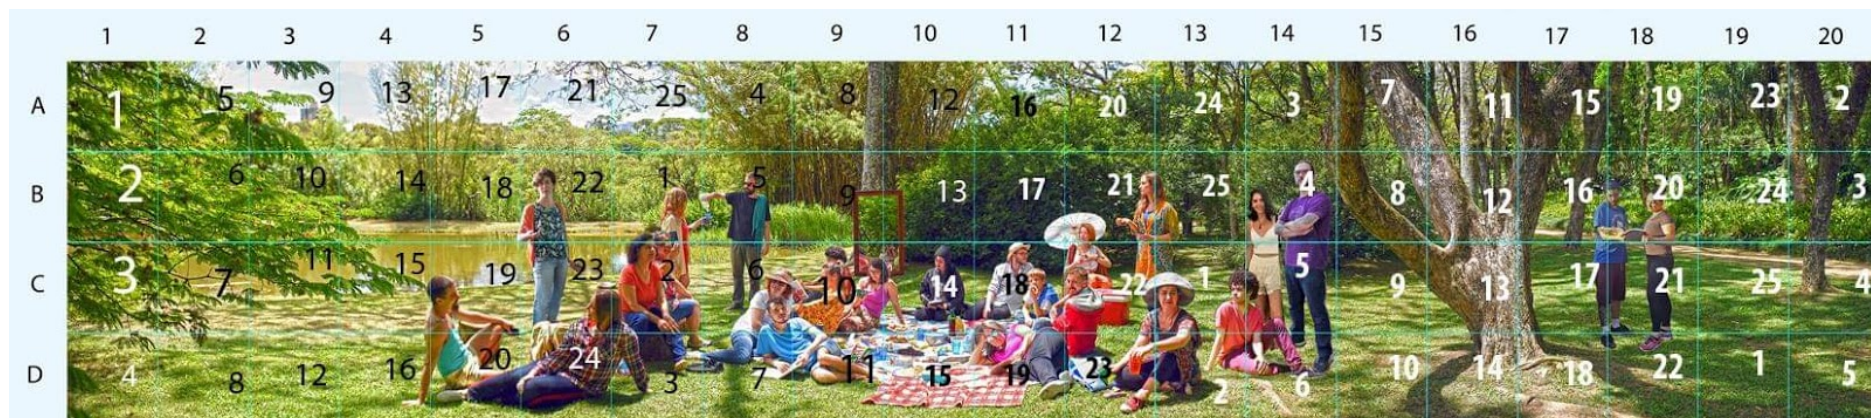 1 2 3 4 5 6 7 8 9 10 11 12 13 14 15 16 17 18 19 20
A 1 5 9 13 17 21 25 4 8 12 16 20 24 3 7 11 15 19 23 2
B 2 6 10 14 18 22 1 5 9 13 17 21 25 4 8 12 16 20 24 3
C 3 7 11 15 19 23 2 6 10 14 18 22 1 5 9 13 17 21 25 4
D 4 8 12 16 20 24 3 7 11 15 19 23 2 6 10 14 18 22 1 5